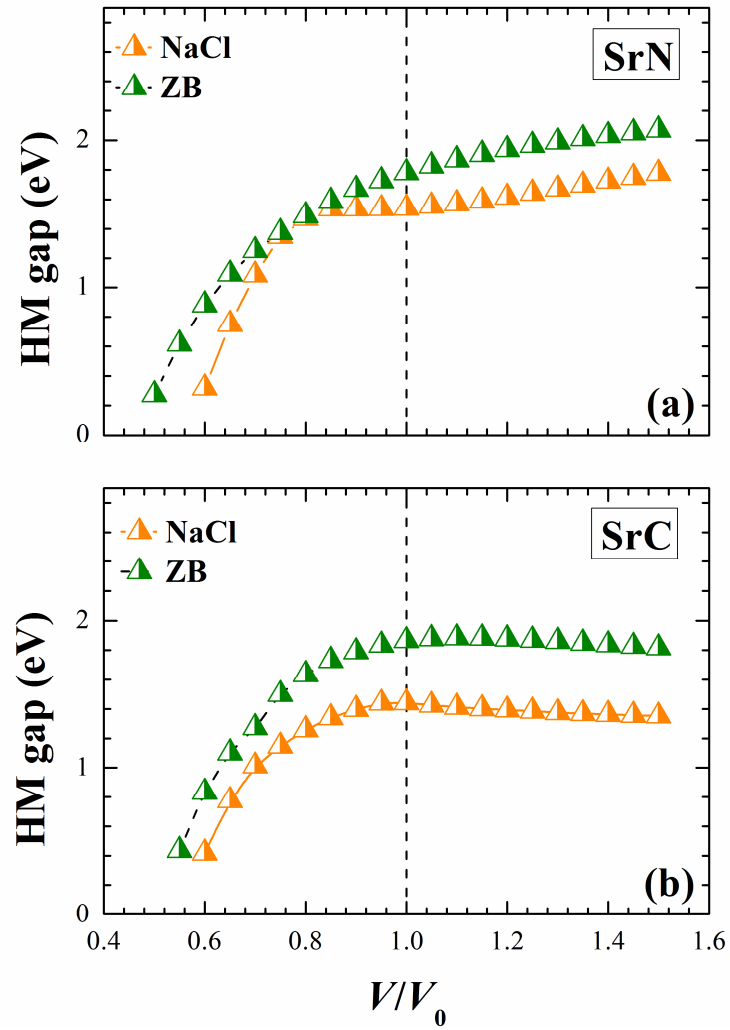 NaCl
ZB
SrN
HM gap (eV)
2
1
0
(a)
NaCl
ZB
SrC
HM gap (eV)
2
1
0
(b)
0.4 0.6 0.8 1.0 1.2 1.4 1.6
V/V0